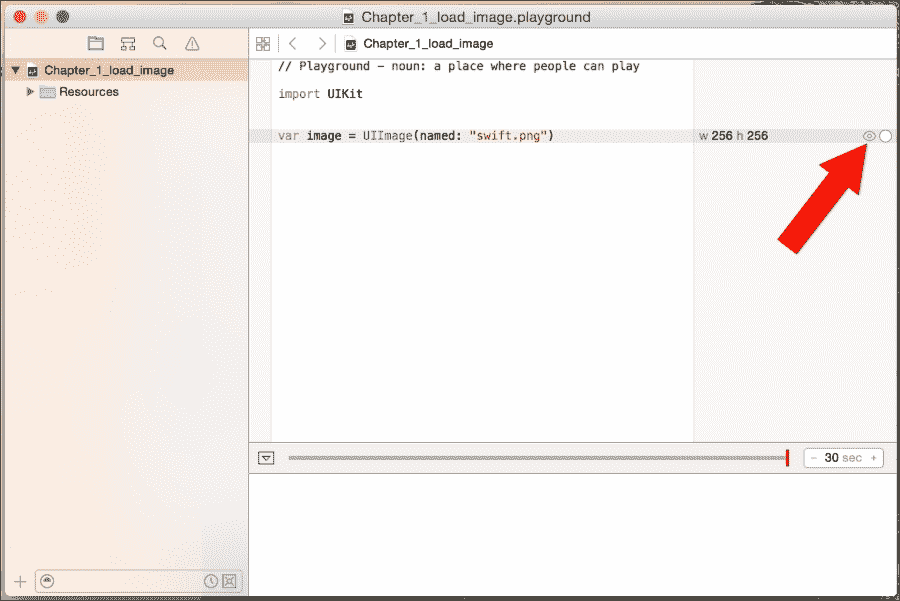 Chapter_1_load_image.playground
Chapter_1_load_image
Chapter_1_load_image
Resources
// Playground – noun: a place where people can play
import UIKit
var image = UIImage(named: "swift.png")
w 256 h 256
− 30 sec +